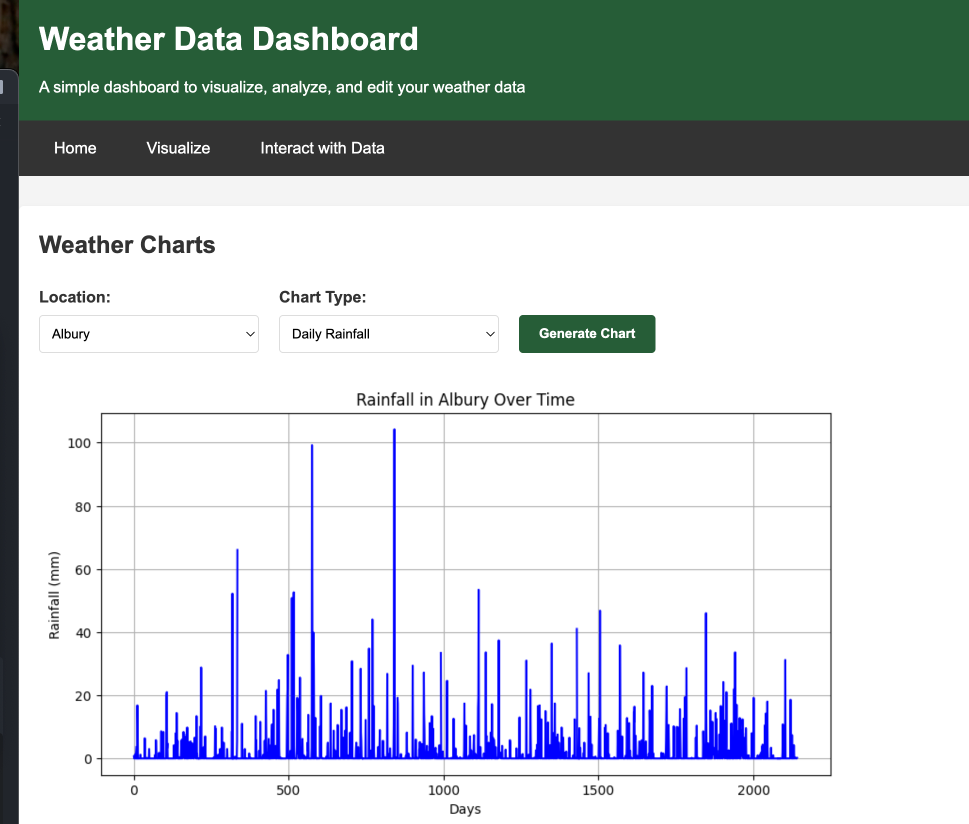 Weather Data Dashboard
A simple dashboard to visualize, analyze, and edit your weather data
Home Visualize Interact with Data
Weather Charts
Location: Chart Type:
Albury Daily Rainfall Generate Chart
Rainfall in Albury Over Time
100
80
60
40
20
0
Rainfall (mm)
0 500 1000 1500 2000
Days